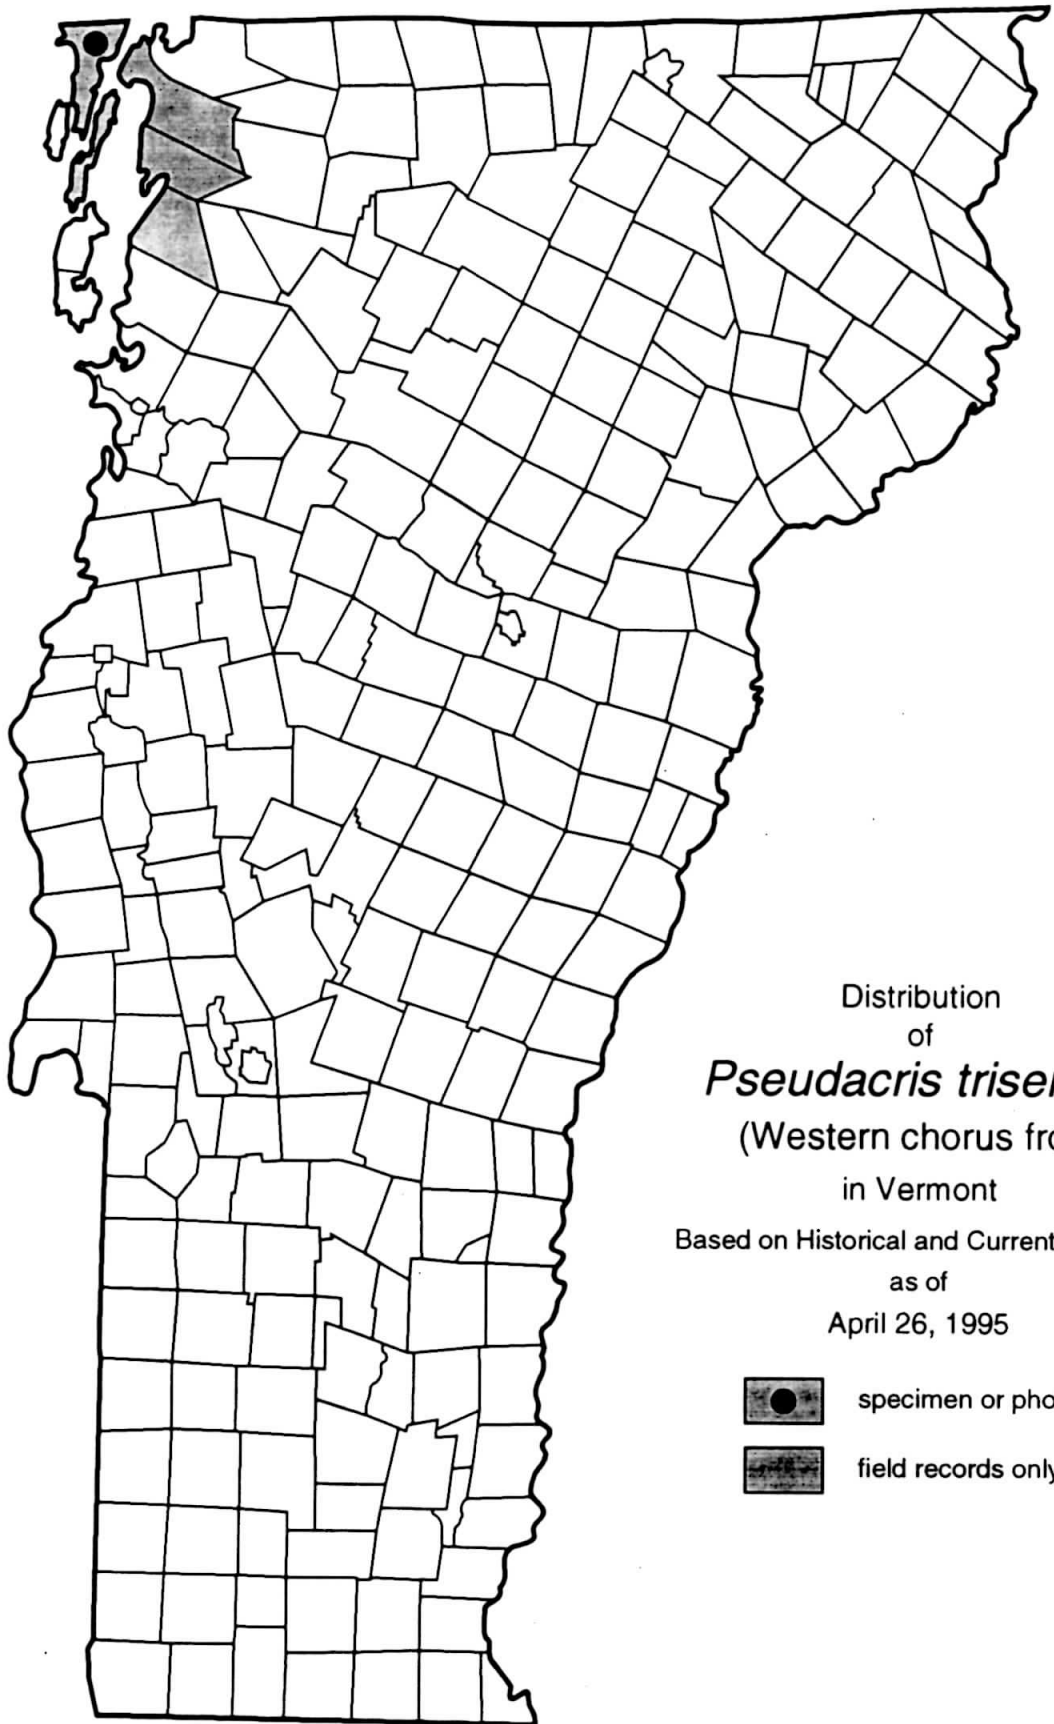 Distribution
of
Pseudacris trise
(Western chorus fro
in Vermont
Based on Historical and Current
as of
April 26, 1995
specimen or pho
field records only